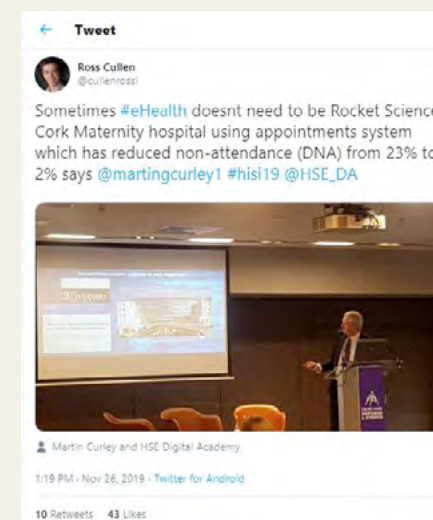 ← Tweet
Ross Cullen
@cullenrossi
Sometimes #eHealth doesnt need to be Rocket Science
Cork Maternity hospital using appointments system
which has reduced non-attendance (DNA) from 23% to
2% says @martingcurley1 #hisi19 @HSE_DA
Martin Curley and HSE Digital Academy
1:19 PM · Nov 26, 2019 · Twitter for Android
10 Retweets 43 Likes